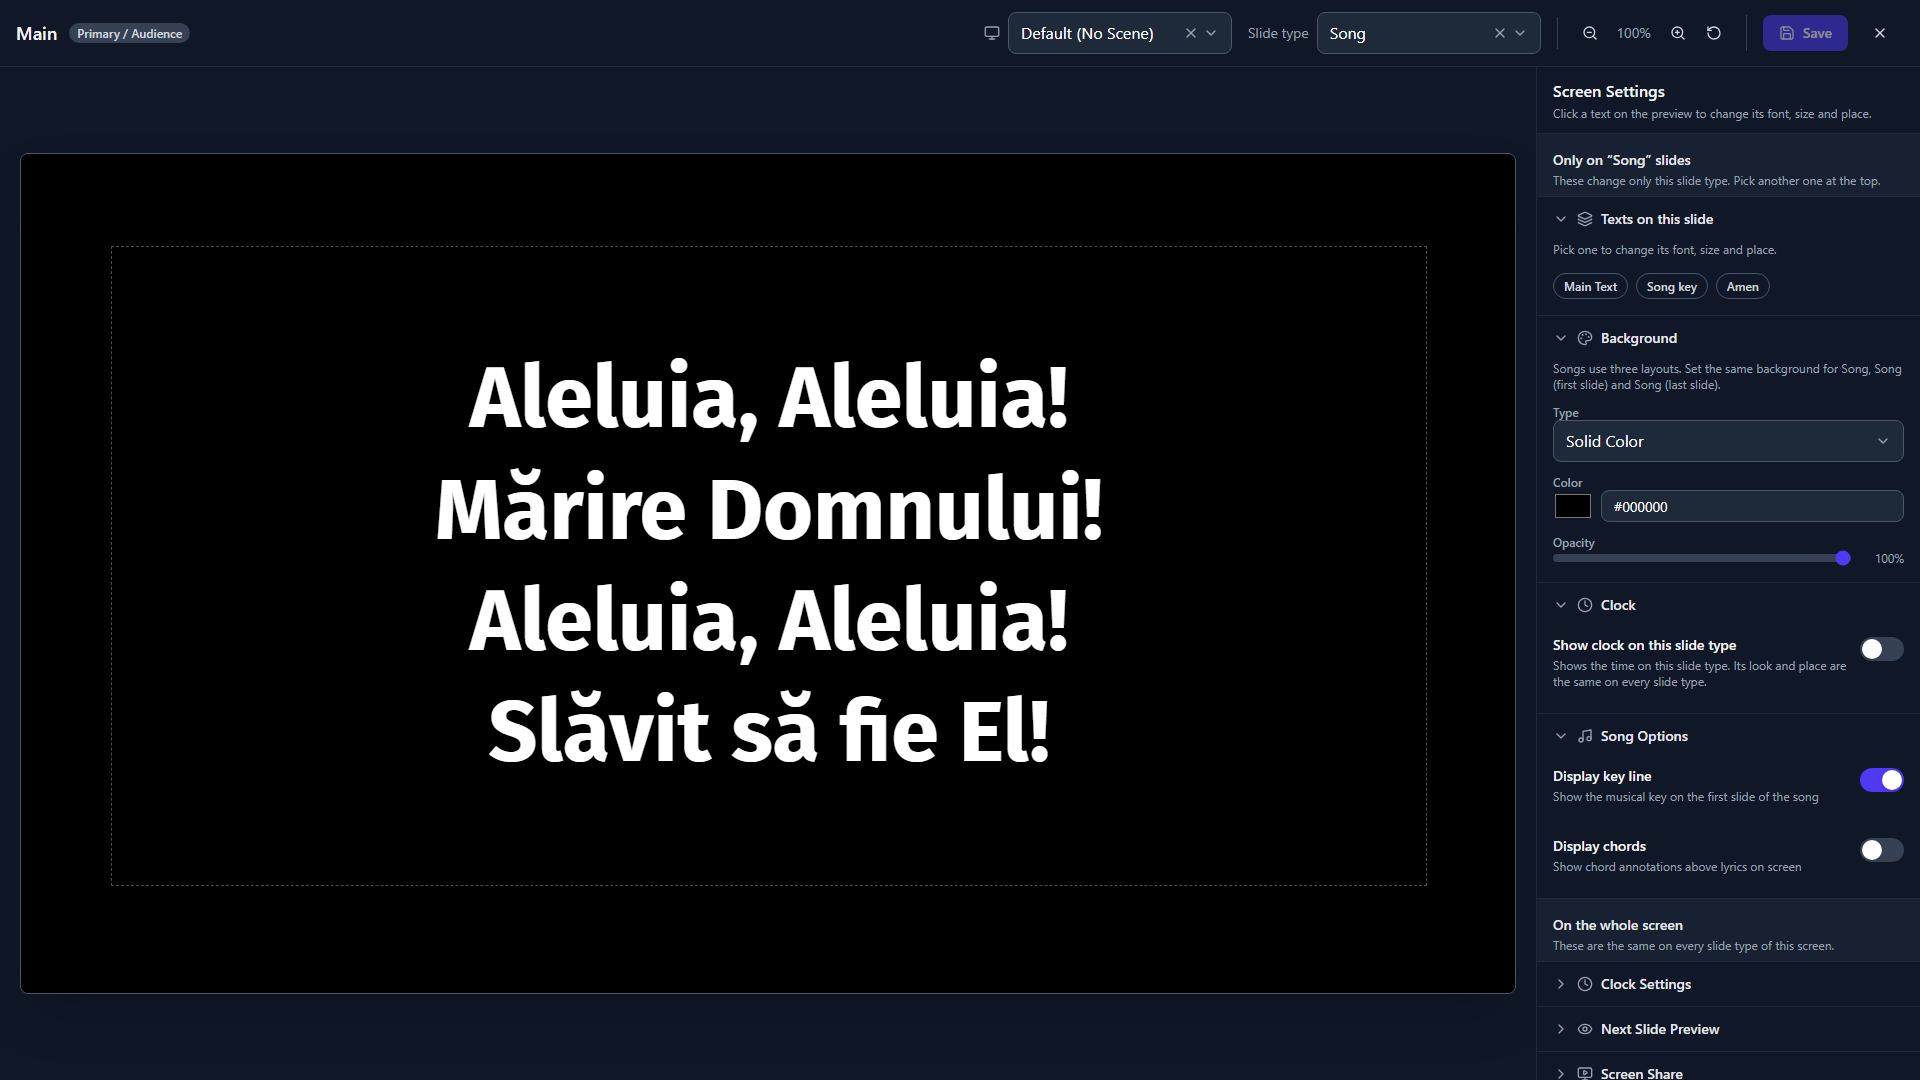 Main
Primary / Audience
Default (No Scene)
Slide type
Song
100%
Save
Screen Settings
Click a text on the preview to change its font, size and place.
Only on “Song” slides
These change only this slide type. Pick another one at the top.
Texts on this slide
Pick one to change its font, size and place.
Main Text
Song key
Amen
Background
Songs use three layouts. Set the same background for Song, Song
(first slide) and Song (last slide).
Type
Solid Color
Color
#000000
Opacity
100%
Clock
Show clock on this slide type
Shows the time on this slide type. Its look and place are
the same on every slide type.
Song Options
Display key line
Show the musical key on the first slide of the song
Display chords
Show chord annotations above lyrics on screen
On the whole screen
These are the same on every slide type of this screen.
Clock Settings
Next Slide Preview
Screen Share
Aleluia, Aleluia!
Mărire Domnului!
Aleluia, Aleluia!
Slăvit să fie El!